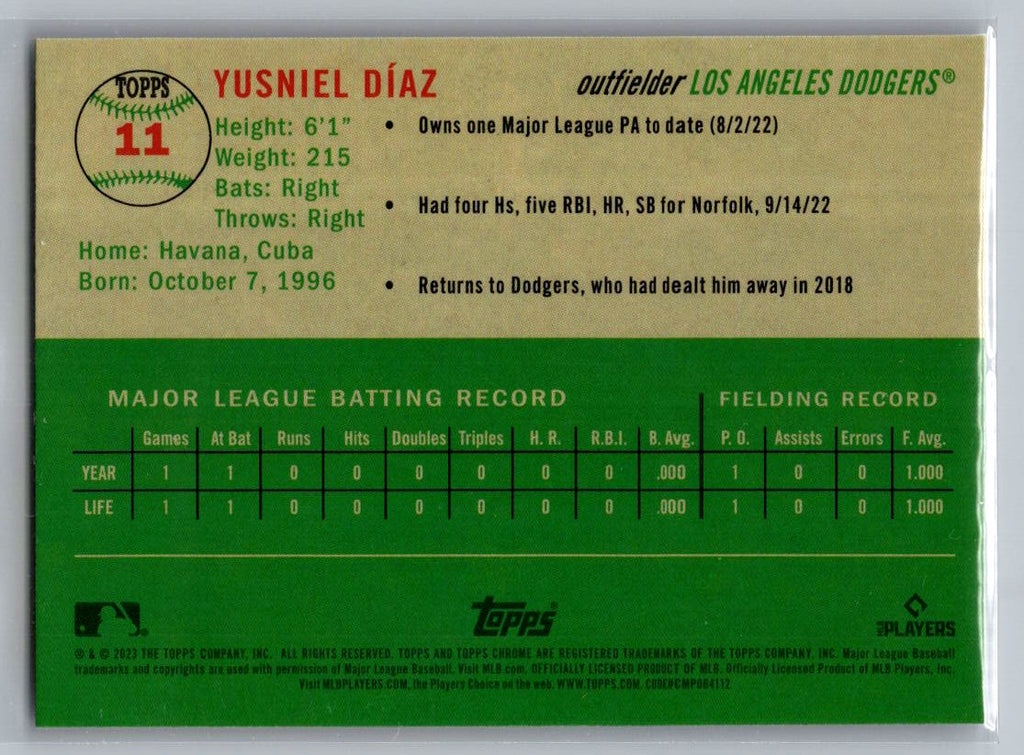 TOPPS
11
YUSNIEL DÍAZ
outfielder LOS ANGELES DODGERS®
Height: 6'1"
Weight: 215
Bats: Right
Throws: Right
Home: Havana, Cuba
Born: October 7, 1996
• Owns one Major League PA to date (8/2/22)
• Had four Hs, five RBI, HR, SB for Norfolk, 9/14/22
• Returns to Dodgers, who had dealt him away in 2018
MAJOR LEAGUE BATTING RECORD FIELDING RECORD
Games At Bat Runs Hits Doubles Triples H. R. R.B.I. B. Avg. P. O. Assists Errors F. Avg.
YEAR 1 1 0 0 0 0 0 0 .000 1 0 0 1.000
LIFE 1 1 0 0 0 0 0 0 .000 1 0 0 1.000
topps®
MLB PLAYERS
® & © 2023 THE TOPPS COMPANY, INC. ALL RIGHTS RESERVED. TOPPS AND TOPPS CHROME ARE REGISTERED TRADEMARKS OF THE TOPPS COMPANY, INC. Major League Baseball
trademarks and copyrights are used with permission of Major League Baseball. Visit MLB.com. OFFICIALLY LICENSED PRODUCT OF MLB. Officially Licensed Product of MLB Players, Inc.
Visit MLBPLAYERS.COM, the Players Choice on the web. WWW.TOPPS.COM. CODE#CMP084112